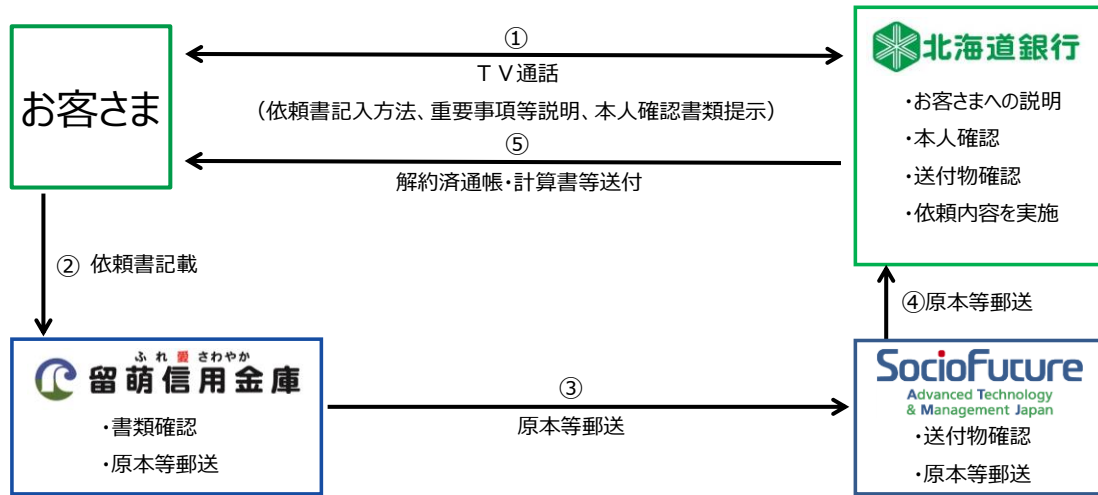 お客さま
①
TV通話
(依頼書記入方法、重要事項等説明、本人確認書類提示)
⑤
解約済通帳・計算書等送付
北海道銀行
・お客さまへの説明
・本人確認
・送付物確認
・依頼内容を実施
② 依頼書記載
④原本等郵送
ふれ愛さわやか
留萌信用金庫
・書類確認
・原本等郵送
③
原本等郵送
SocioFuture
Advanced Technology
& Management Japan
・送付物確認
・原本等郵送